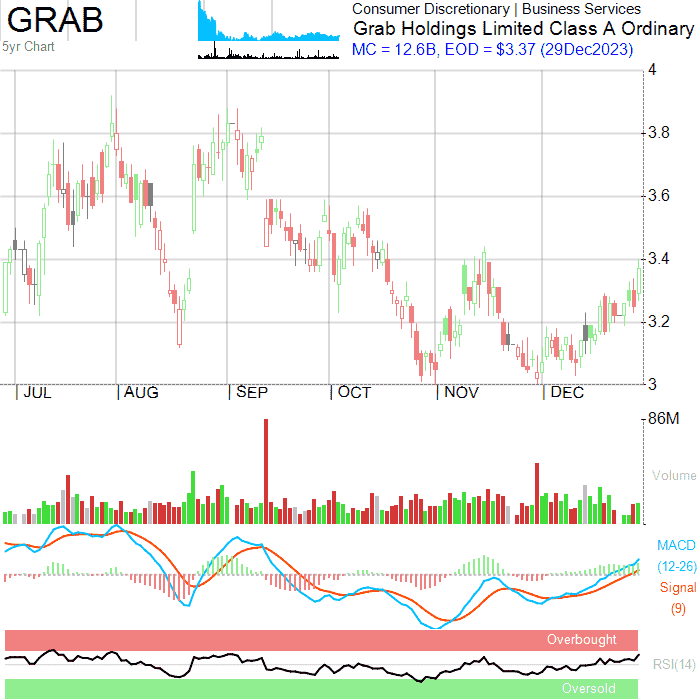 GRAB
5yr Chart
Consumer Discretionary | Business Services
Grab Holdings Limited Class A Ordinary
MC = 12.6B, EOD = $3.37 (29Dec2023)
4
3.8
3.6
3.4
3.2
3
JUL AUG SEP OCT NOV DEC
86M
Volume
MACD
(12-26)
Signal
(9)
Overbought
RSI(14)
Oversold